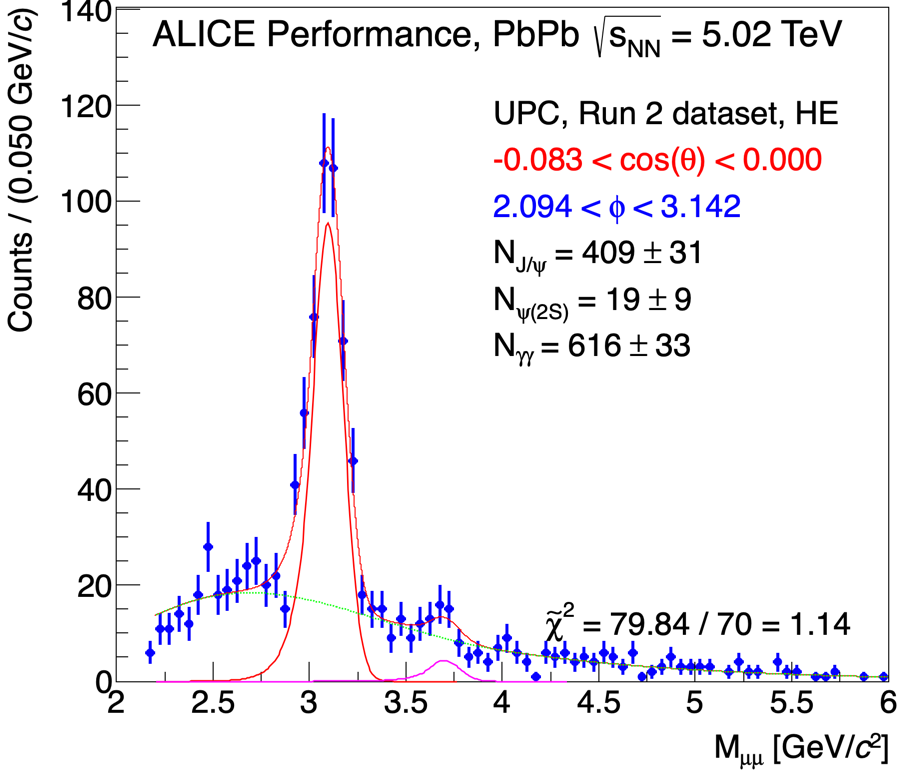 ALICE Performance, PbPb √sNN = 5.02 TeV
UPC, Run 2 dataset, HE
-0.083 < cos(θ) < 0.000
2.094 < ϕ < 3.142
NJ/ψ = 409 ± 31
Nψ(2S) = 19 ± 9
Nγγ = 616 ± 33
χ̃² = 79.84 / 70 = 1.14
Counts / (0.050 GeV/c)
140
120
100
80
60
40
20
0
2 2.5 3 3.5 4 4.5 5 5.5 6
Mμμ [GeV/c²]